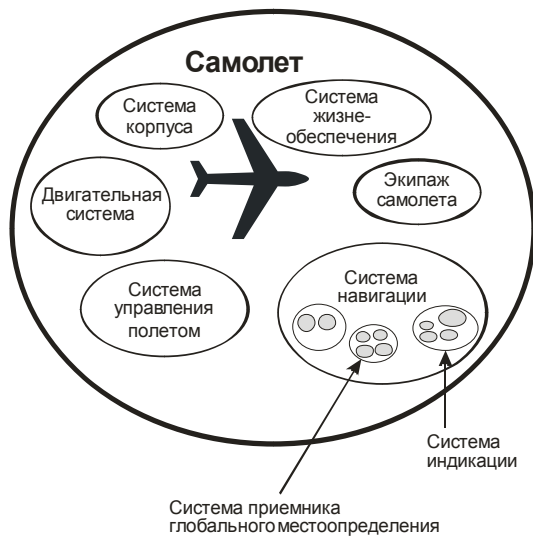 Самолет
Система
корпуса
Система
жизне-
обеспечения
Двигательная
система
Экипаж
самолета
Система
управления
полетом
Система
навигации
Система
индикации
Система приемника
глобального местоопределения